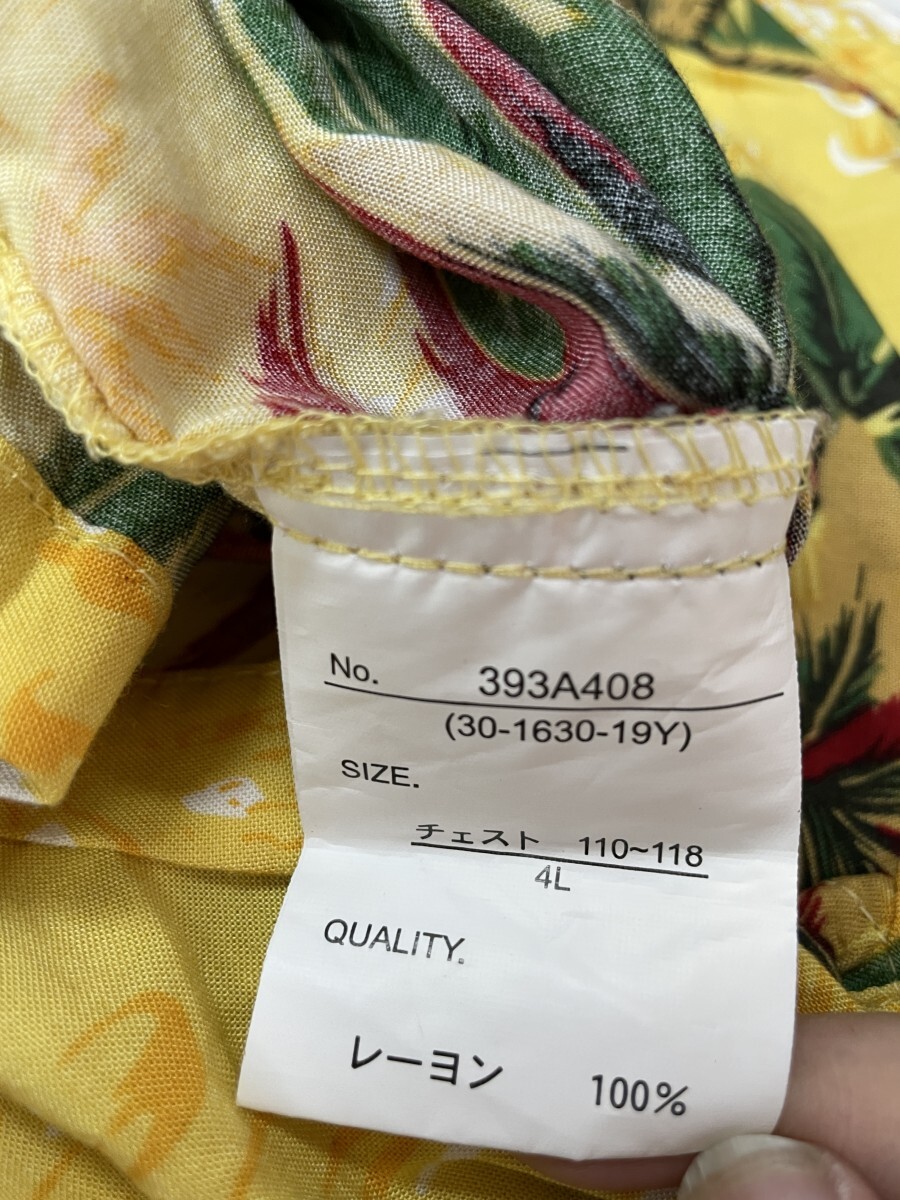 No. 393A408
(30-1630-19Y)
SIZE.
チェスト 110~118
4L
QUALITY.
レーヨン 100%